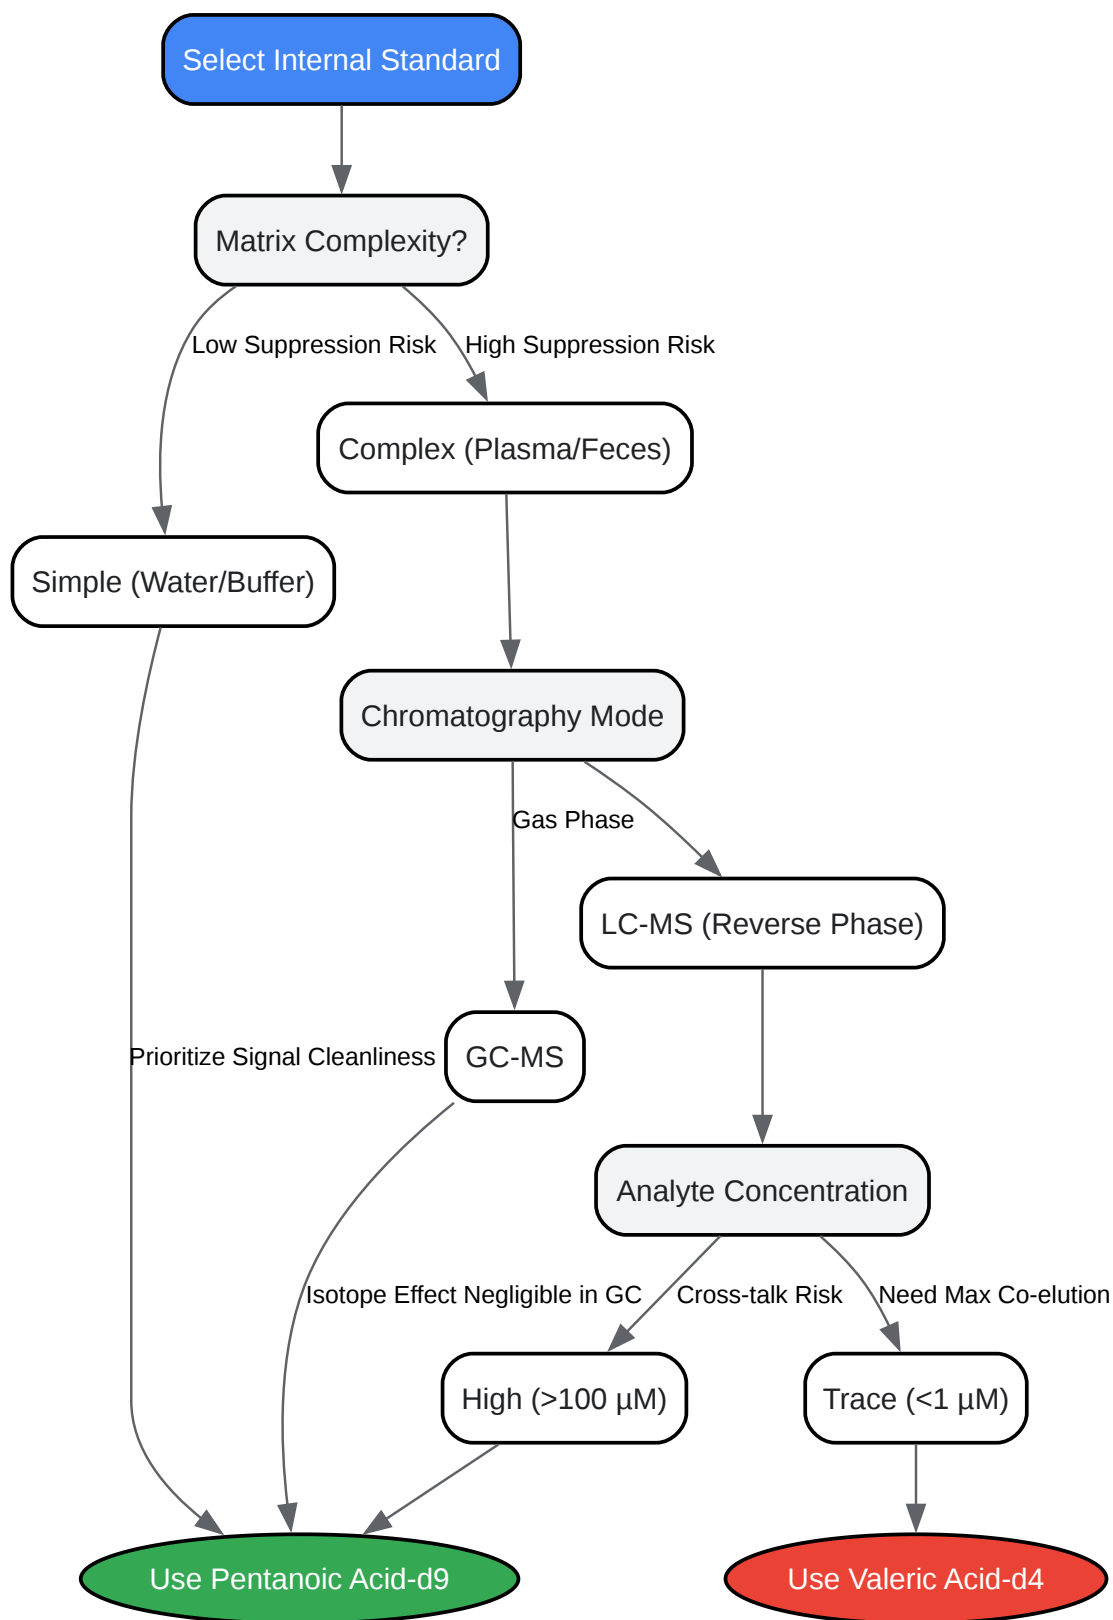 Select Internal Standard
Matrix Complexity?
Low Suppression Risk
High Suppression Risk
Complex (Plasma/Feces)
Simple (Water/Buffer)
Chromatography Mode
Gas Phase
LC-MS (Reverse Phase)
Prioritize Signal Cleanliness
GC-MS
Analyte Concentration
Isotope Effect Negligible in GC
Cross-talk Risk
Need Max Co-elution
High (>100 µM)
Trace (<1 µM)
Use Pentanoic Acid-d9
Use Valeric Acid-d4